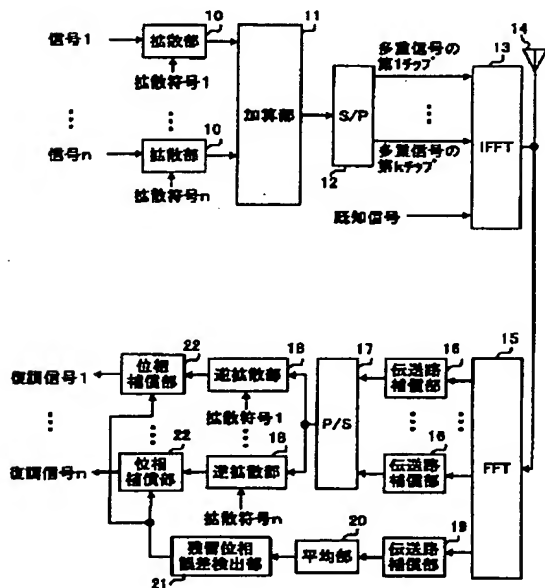 信号1
拡散部
10
拡散符号1
信号n
拡散部
10
拡散符号n
11
加算部
S/P
12
多重信号の
第1チップ
多重信号の
第kチップ
既知信号
13
IFFT
14
15
FFT
伝送路
補償部
16
伝送路
補償部
16
伝送路
補償部
19
17
P/S
逆拡散部
18
拡散符号1
逆拡散部
18
拡散符号n
位相
補償部
22
復調信号1
位相
補償部
22
復調信号n
平均部
20
残留位相
誤差検出部
21